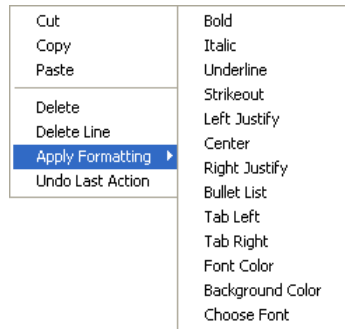 Cut
Copy
Paste
Delete
Delete Line
Apply Formatting
Undo Last Action
Bold
Italic
Underline
Strikeout
Left Justify
Center
Right Justify
Bullet List
Tab Left
Tab Right
Font Color
Background Color
Choose Font